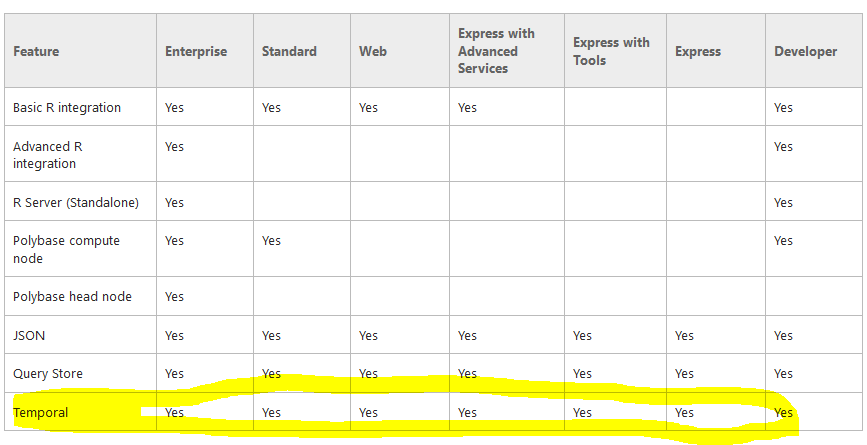 Feature Enterprise Standard Web Express with Advanced Services Express with Tools Express Developer
Basic R integration Yes Yes Yes Yes Yes
Advanced R integration Yes Yes
R Server (Standalone) Yes Yes
Polybase compute node Yes Yes Yes
Polybase head node Yes
JSON Yes Yes Yes Yes Yes Yes Yes
Query Store Yes Yes Yes Yes Yes Yes Yes
Temporal Yes Yes Yes Yes Yes Yes Yes